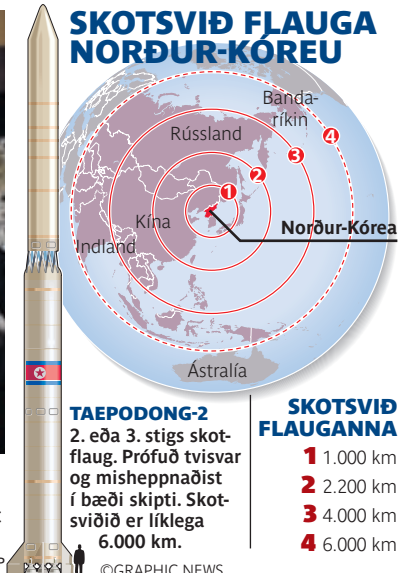 SKOTSVIÐ FLAUGA
NORÐUR-KÓREU
Banda-
ríkin
Rússland
4
3
2
1
Kína
Norður-Kórea
Indland
Ástralía
TAEPODONG-2
2. eða 3. stigs skot-
flaug. Prófuð tvisvar
og misheppnaðist
í bæði skipti. Skot-
sviðið er líklega
6.000 km.
©GRAPHIC NEWS
SKOTSVIÐ
FLAUGANNA
1 1.000 km
2 2.200 km
3 4.000 km
4 6.000 km